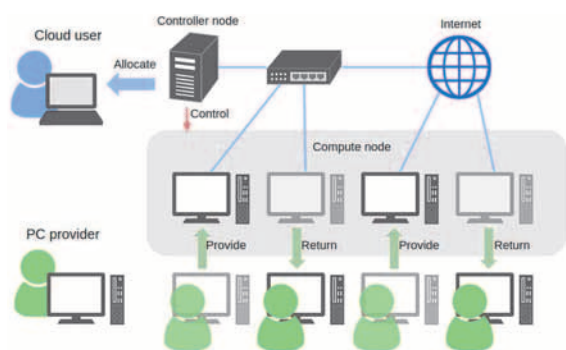 Controller node
Internet
Cloud user
Allocate
Control
Compute node
PC provider
Provide
Return
Provide
Return